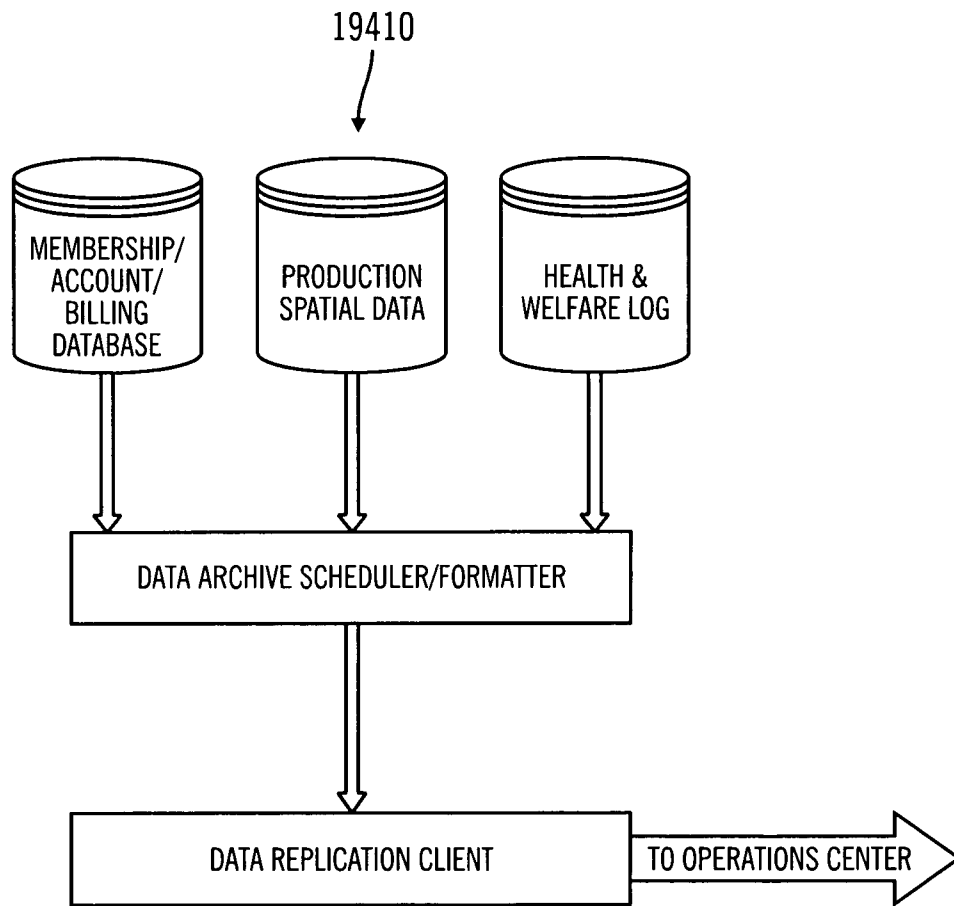 19410
MEMBERSHIP/
ACCOUNT/
BILLING
DATABASE
PRODUCTION
SPATIAL DATA
HEALTH &
WELFARE LOG
DATA ARCHIVE SCHEDULER/FORMATTER
DATA REPLICATION CLIENT
TO OPERATIONS CENTER